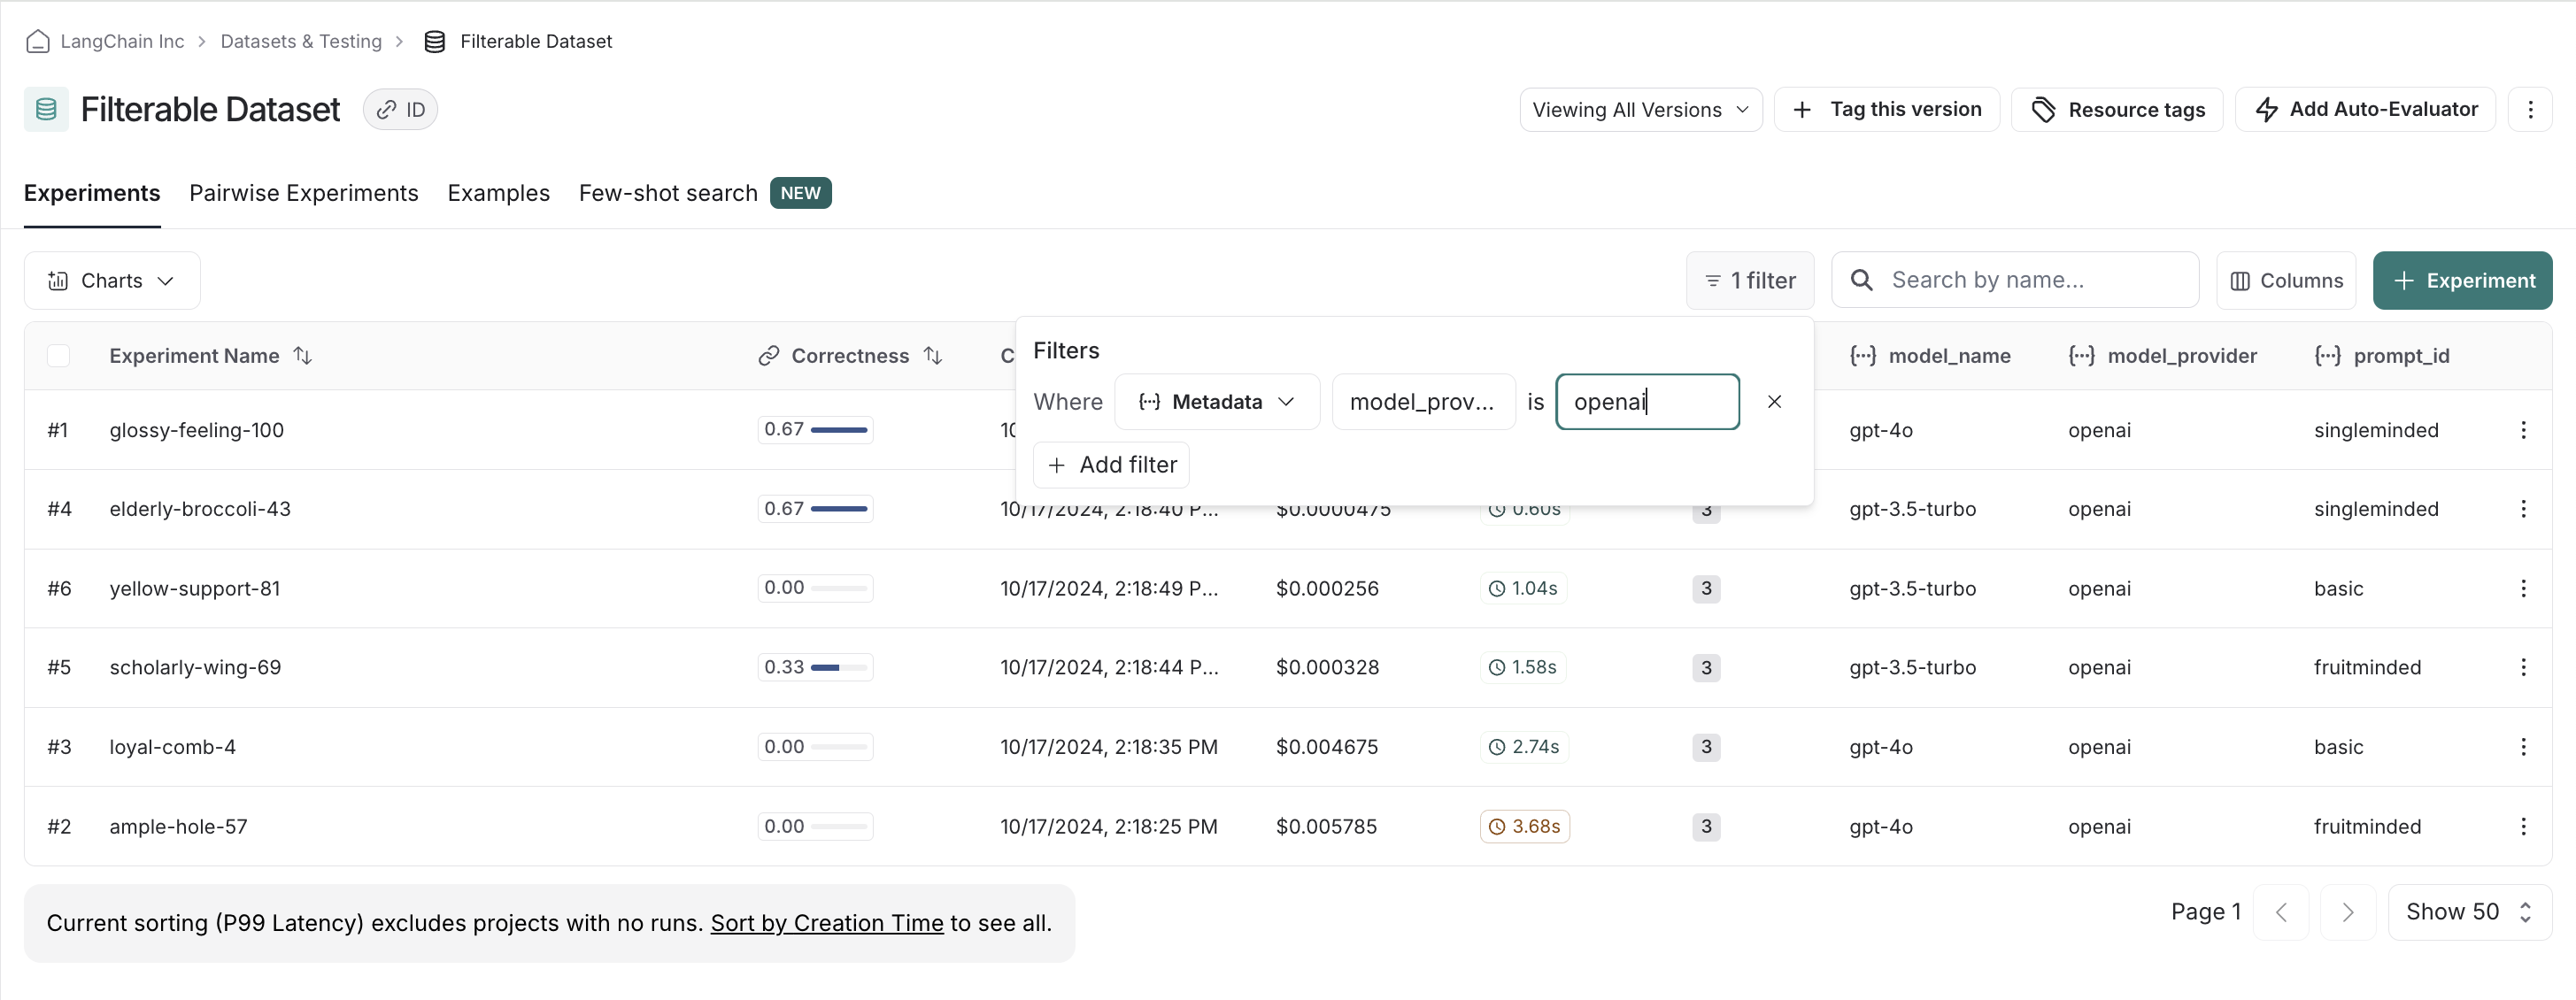 LangChain Inc > Datasets & Testing > Filterable Dataset
Filterable Dataset ID
Viewing All Versions + Tag this version Resource tags Add Auto-Evaluator
Experiments Pairwise Experiments Examples Few-shot search NEW
Charts 1 filter Search by name... Columns + Experiment
Experiment Name Correctness C model_name model_provider prompt_id
Filters
Where Metadata model_prov... is openai
+ Add filter
#1 glossy-feeling-100 0.67 10 gpt-4o openai singleminded
#4 elderly-broccoli-43 0.67 10/17/2024, 2:18:40 P... $0.0000475 0.60s 3 gpt-3.5-turbo openai singleminded
#6 yellow-support-81 0.00 10/17/2024, 2:18:49 P... $0.000256 1.04s 3 gpt-3.5-turbo openai basic
#5 scholarly-wing-69 0.33 10/17/2024, 2:18:44 P... $0.000328 1.58s 3 gpt-3.5-turbo openai fruitminded
#3 loyal-comb-4 0.00 10/17/2024, 2:18:35 PM $0.004675 2.74s 3 gpt-4o openai basic
#2 ample-hole-57 0.00 10/17/2024, 2:18:25 PM $0.005785 3.68s 3 gpt-4o openai fruitminded
Current sorting (P99 Latency) excludes projects with no runs. Sort by Creation Time to see all.
Page 1 Show 50